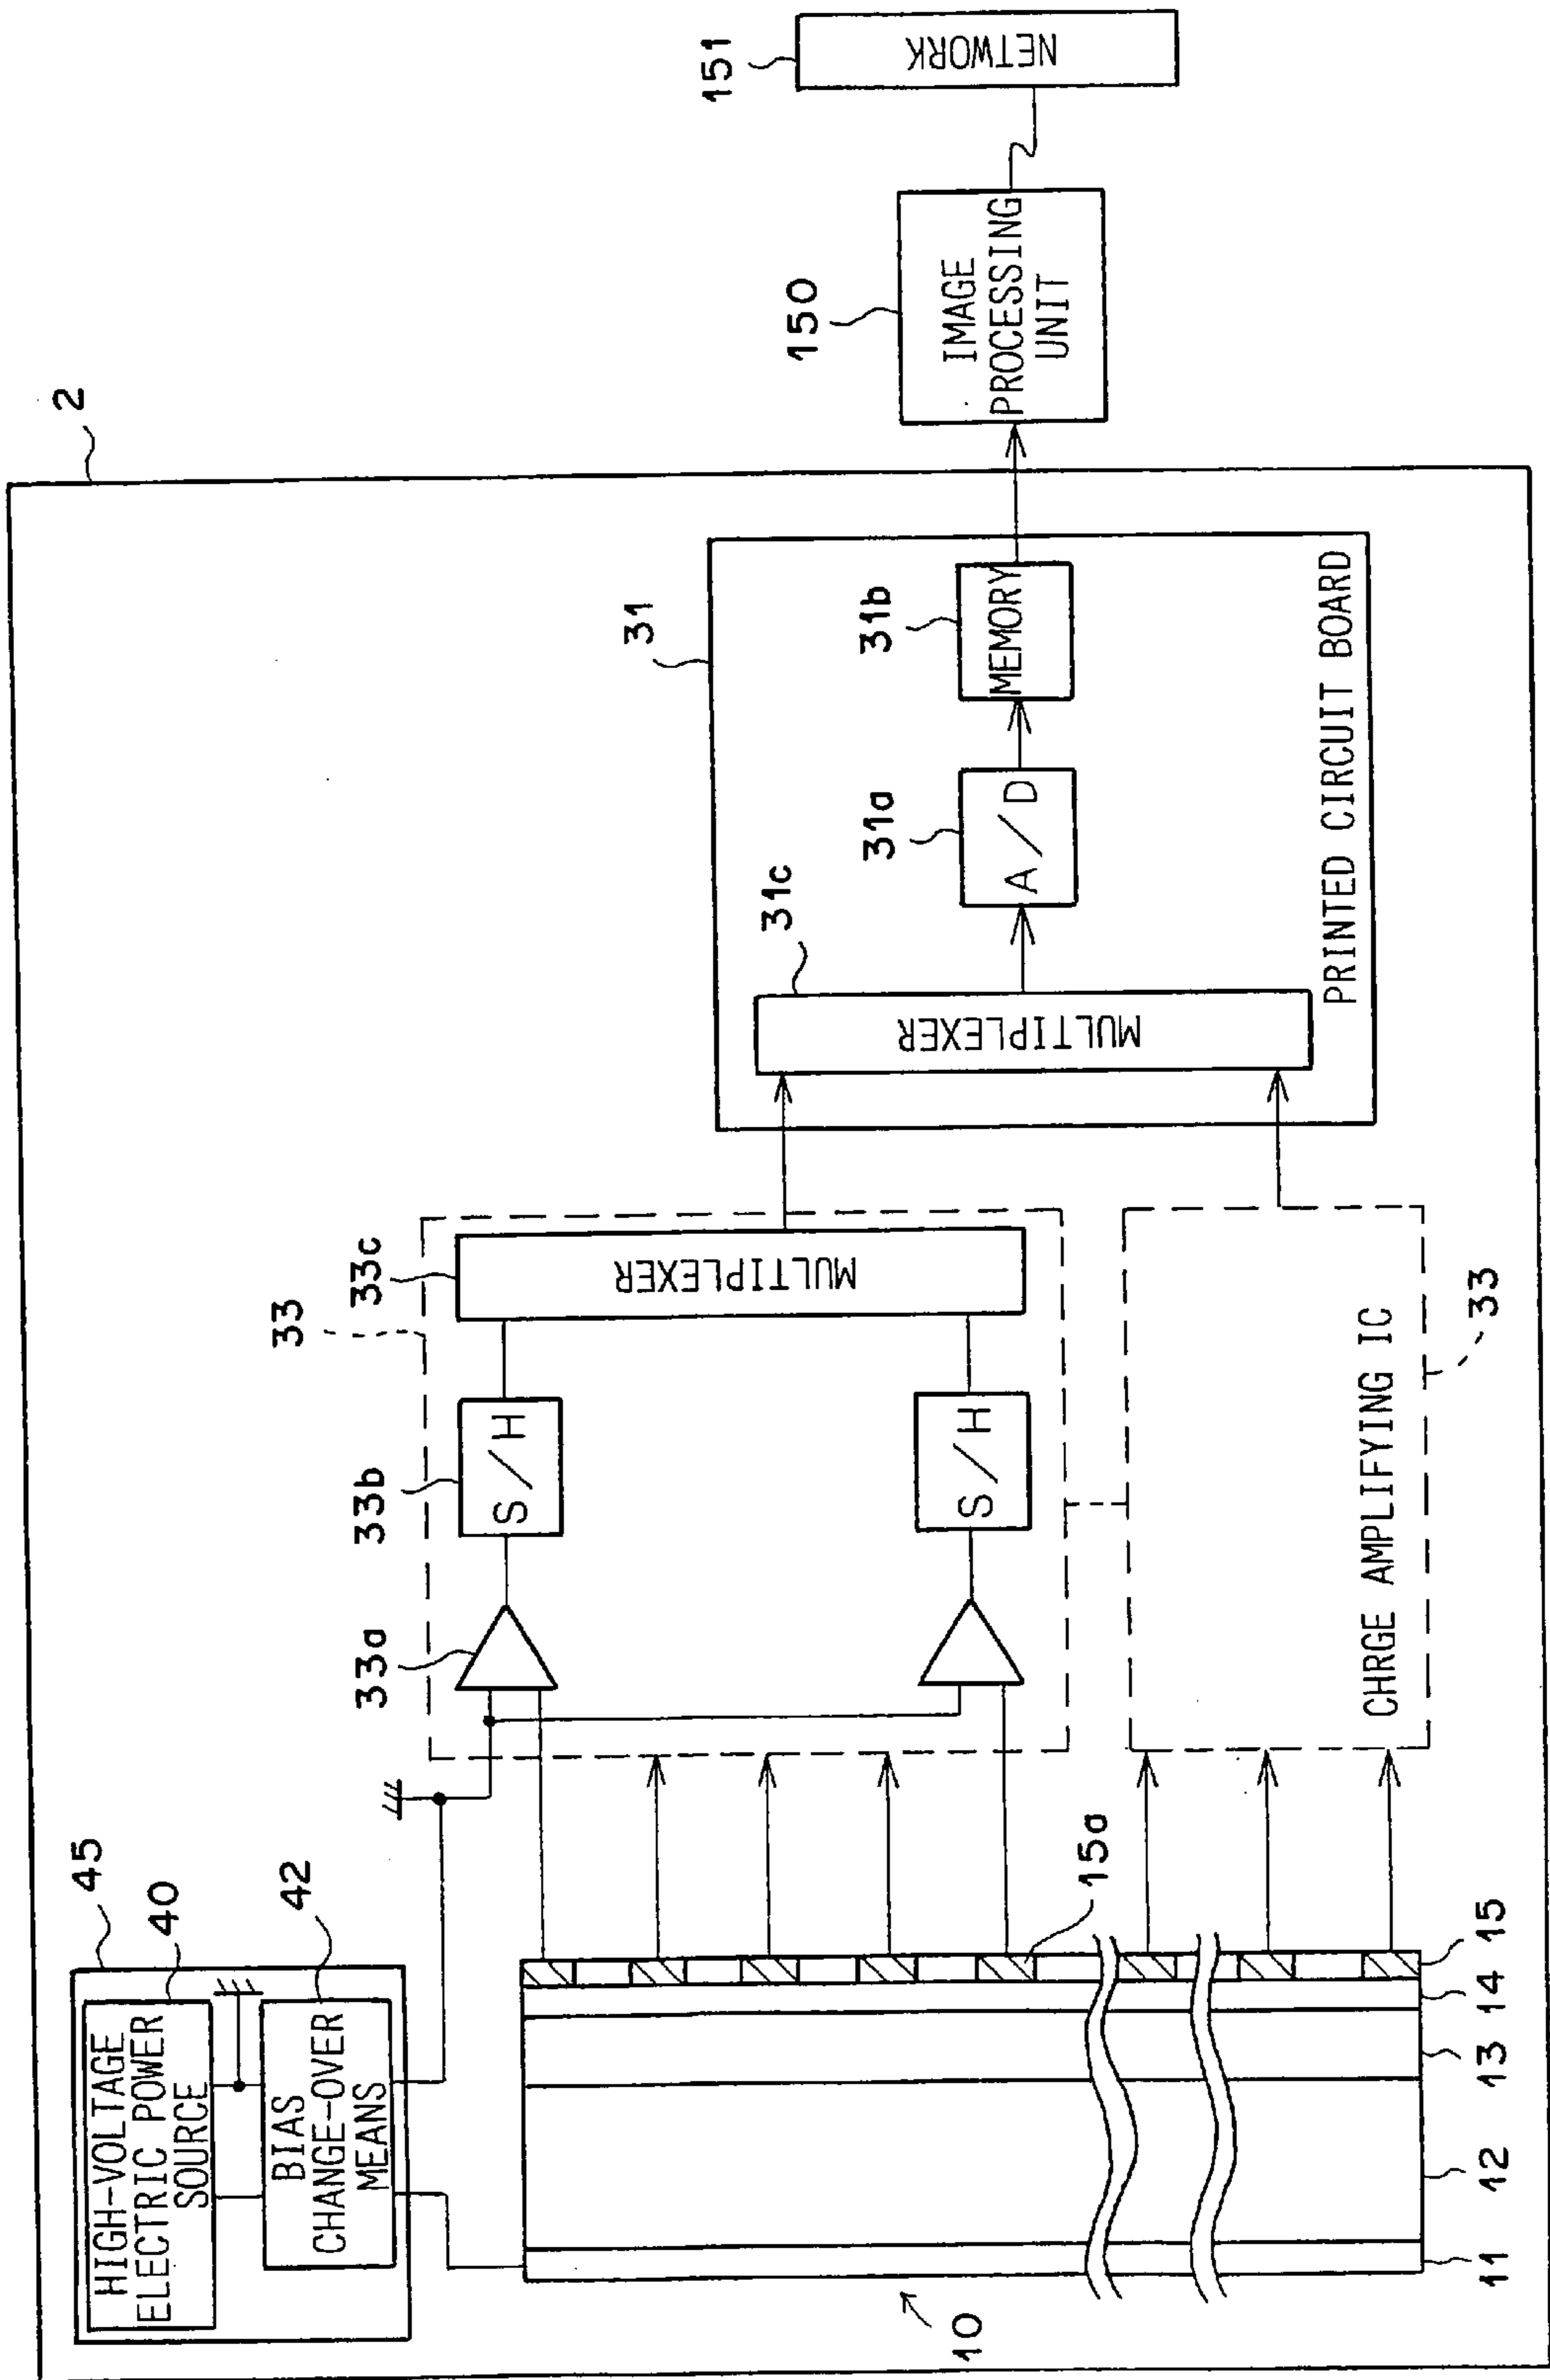 2
45
HIGH-VOLTAGE
ELECTRIC POWER
SOURCE
40
BIAS
CHANGE-OVER
MEANS
42
33
33a
33b
S/H
33c
MULTIPLEXER
S/H
31
31c
MULTIPLEXER
31a
A/D
31b
MEMORY
PRINTED CIRCUIT BOARD
150
IMAGE
PROCESSING
UNIT
151
NETWORK
CHRGE AMPLIFYING IC
33
15a
10
11
12
13
14
15